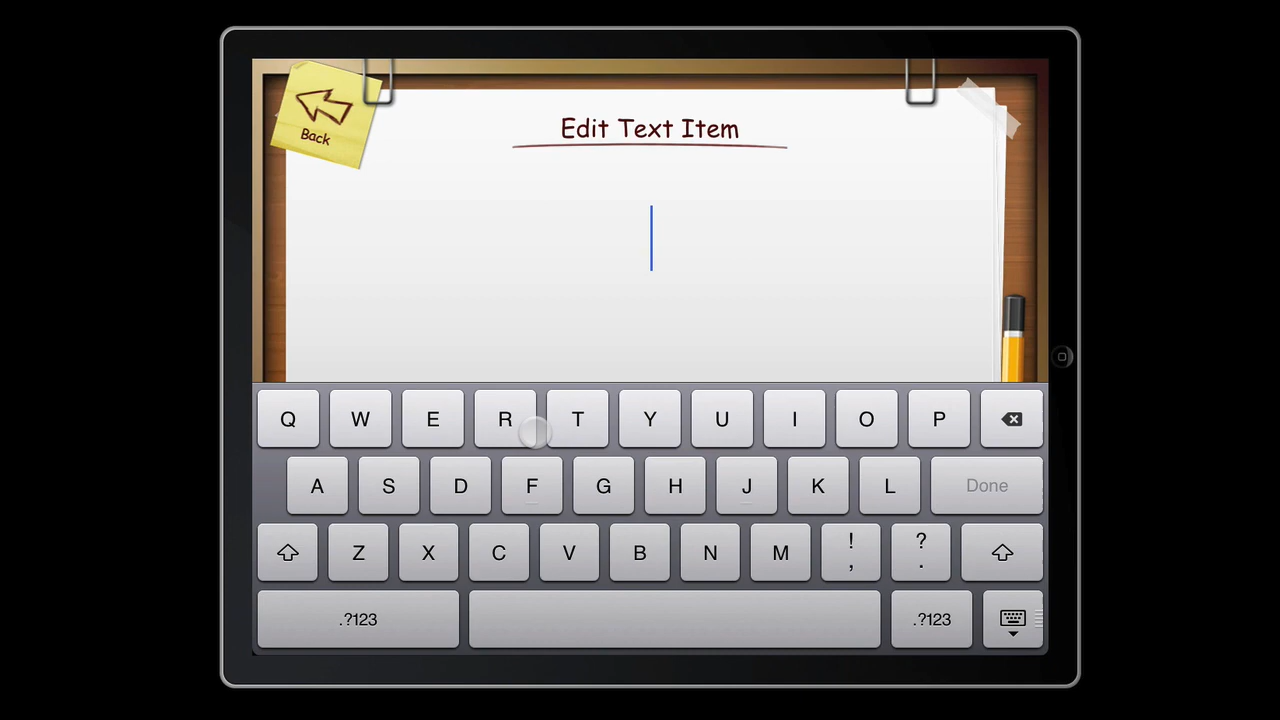 Back
Edit Text Item
Q W E R T Y U I O P
A S D F G H J K L Done
Z X C V B N M ! , ? .
.?123 .?123